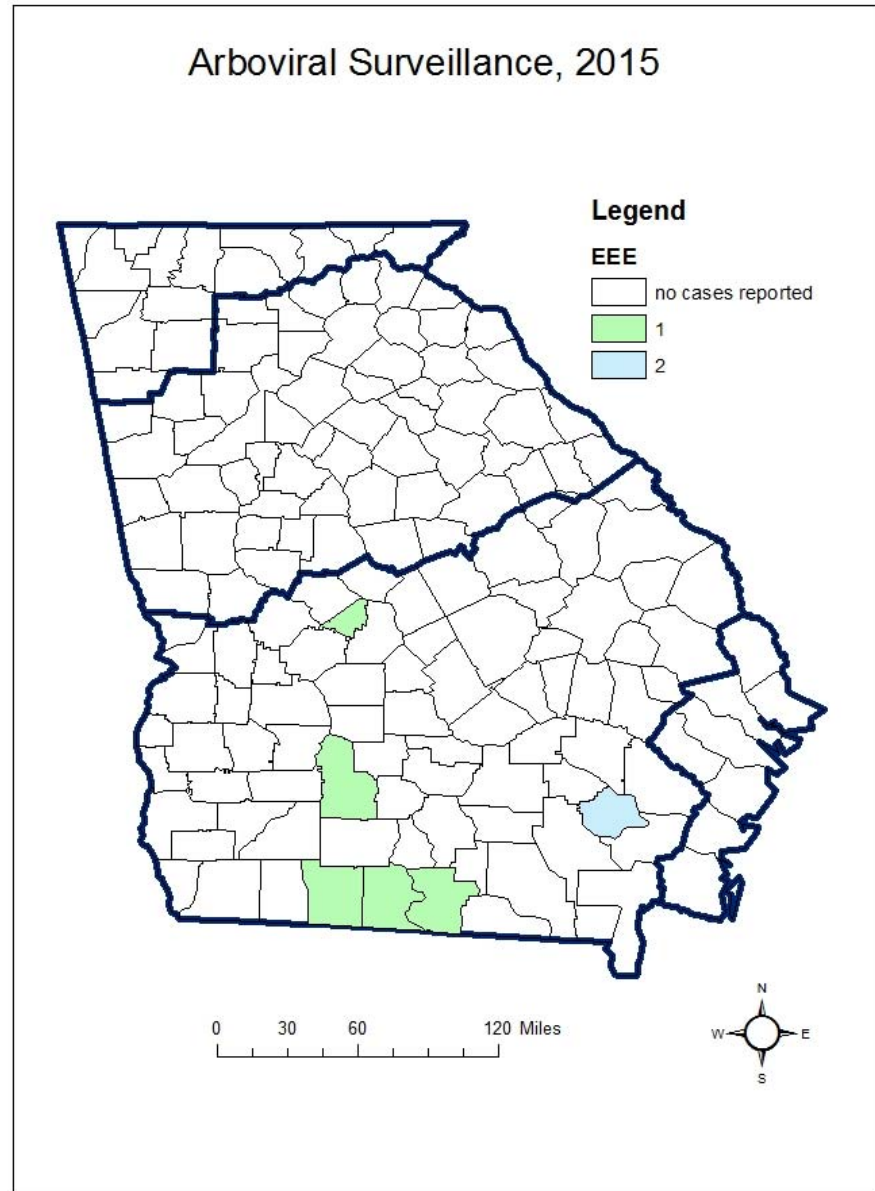 Arboviral Surveillance, 2015
Legend
EEE
no cases reported
1
2
0 30 60 120 Miles
N
W E
S